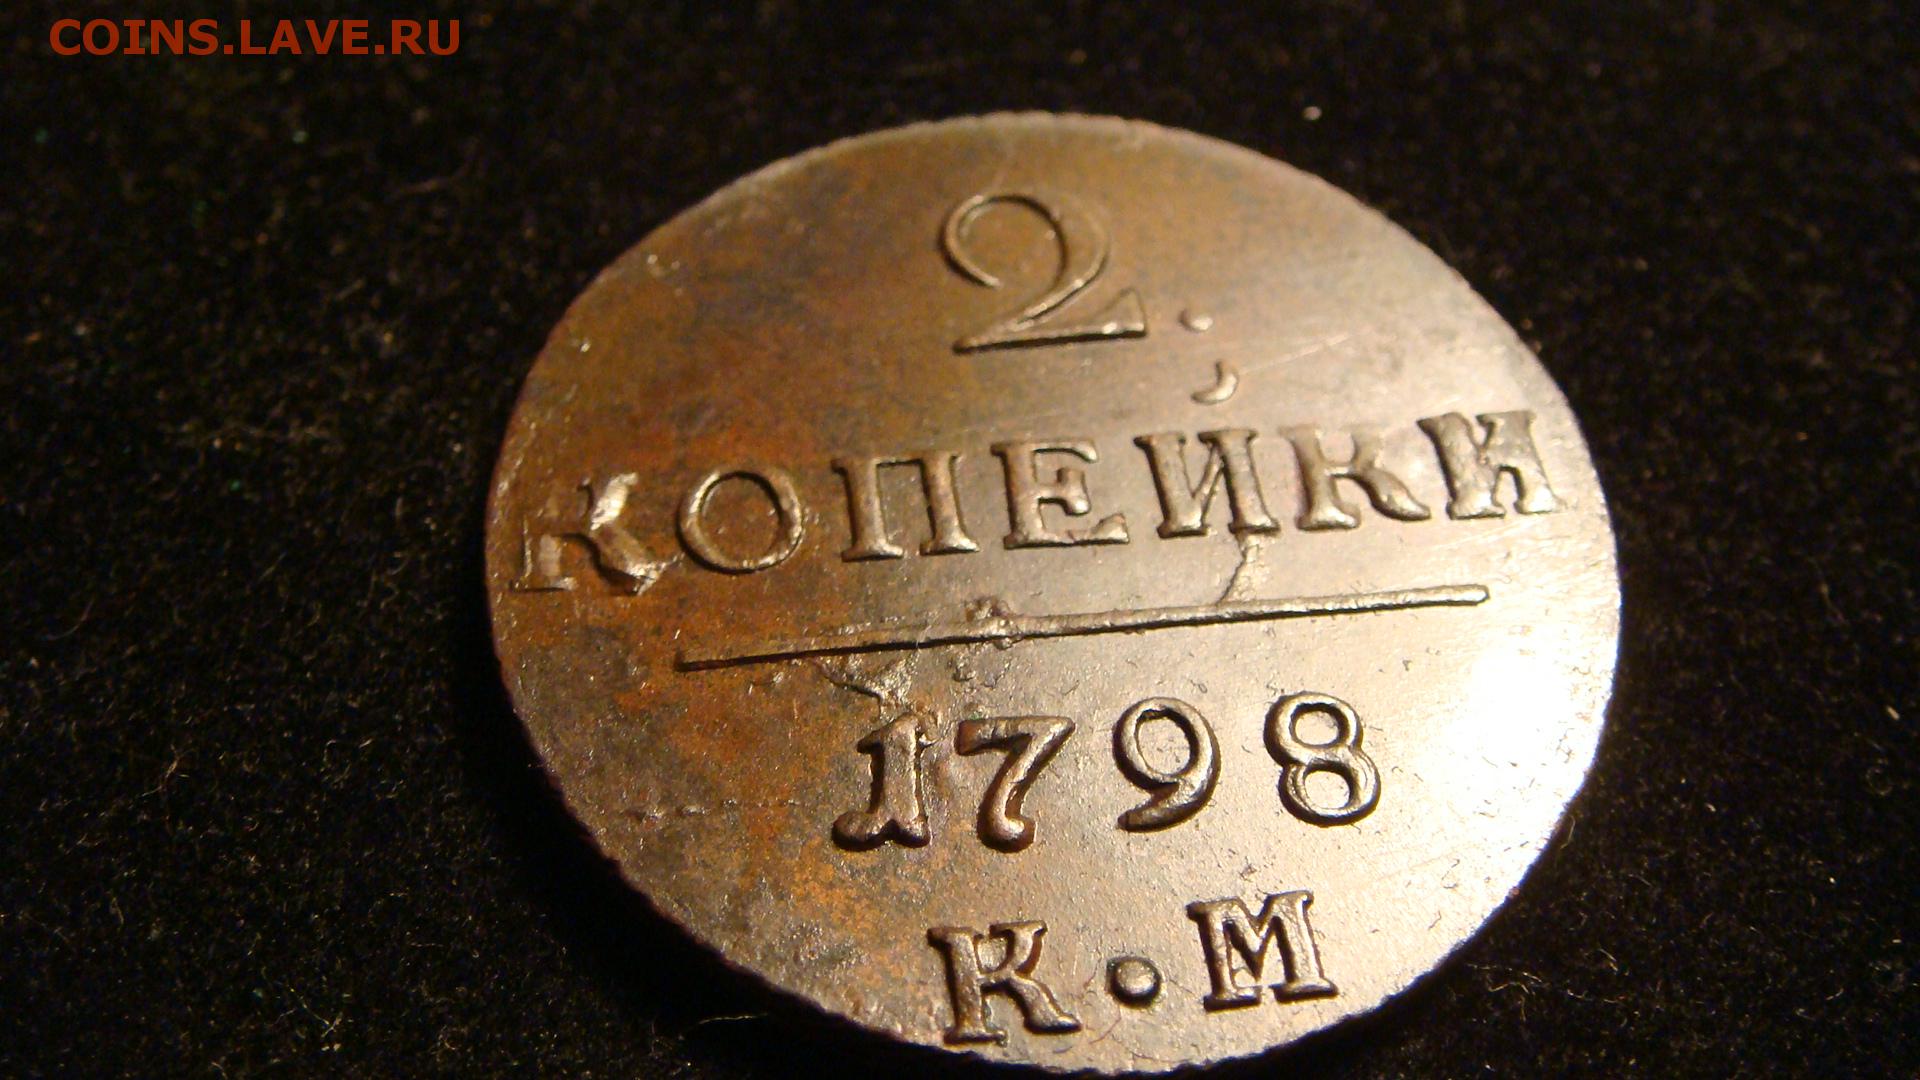 COINS.LAVE.RU
2.
КОПЕЙКИ
1798
К·М